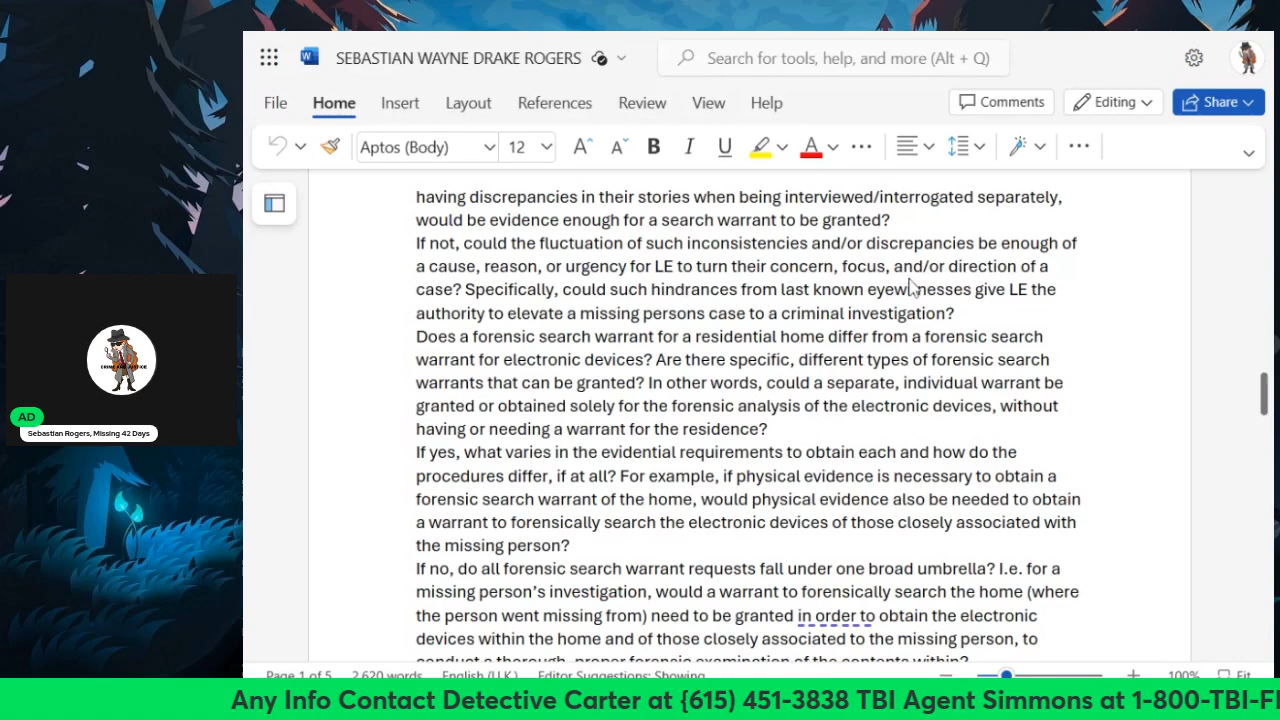 SEBASTIAN WAYNE DRAKE ROGERS
Search for tools, help, and more (Alt + Q)
File Home Insert Layout References Review View Help
Comments Editing Share
Aptos (Body) 12 A A B I U A
having discrepancies in their stories when being interviewed/interrogated separately,
would be evidence enough for a search warrant to be granted?
If not, could the fluctuation of such inconsistencies and/or discrepancies be enough of
a cause, reason, or urgency for LE to turn their concern, focus, and/or direction of a
case? Specifically, could such hindrances from last known eyewitnesses give LE the
authority to elevate a missing persons case to a criminal investigation?
Does a forensic search warrant for a residential home differ from a forensic search
warrant for electronic devices? Are there specific, different types of forensic search
warrants that can be granted? In other words, could a separate, individual warrant be
granted or obtained solely for the forensic analysis of the electronic devices, without
having or needing a warrant for the residence?
If yes, what varies in the evidential requirements to obtain each and how do the
procedures differ, if at all? For example, if physical evidence is necessary to obtain a
forensic search warrant of the home, would physical evidence also be needed to obtain
a warrant to forensically search the electronic devices of those closely associated with
the missing person?
If no, do all forensic search warrant requests fall under one broad umbrella? I.e. for a
missing person's investigation, would a warrant to forensically search the home (where
the person went missing from) need to be granted in order to obtain the electronic
devices within the home and of those closely associated to the missing person, to
conduct a thorough, proper forensic examination of the contents within?
Page 1 of 5 2,620 words English (U.K.) Editor Suggestions: Showing 100% Fit
CRIME AND JUSTICE
AD
Sebastian Rogers, Missing 42 Days
Any Info Contact Detective Carter at {615) 451-3838 TBI Agent Simmons at 1-800-TBI-F